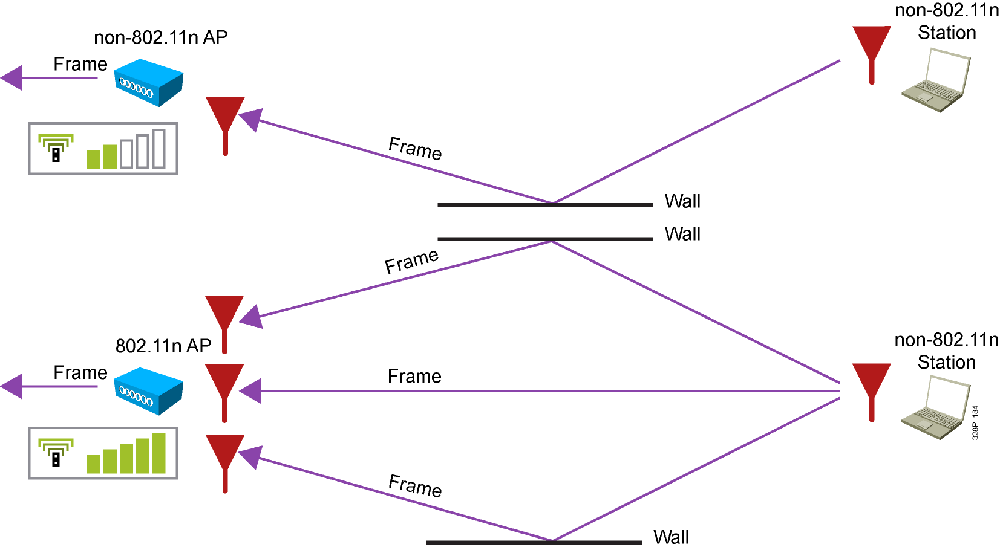 non-802.11n
Station
non-802.11n AP
Frame
Frame
Wall
Wall
Frame
non-802.11n
Station
802.11n AP
Frame
Frame
328P_184
Frame
Wall